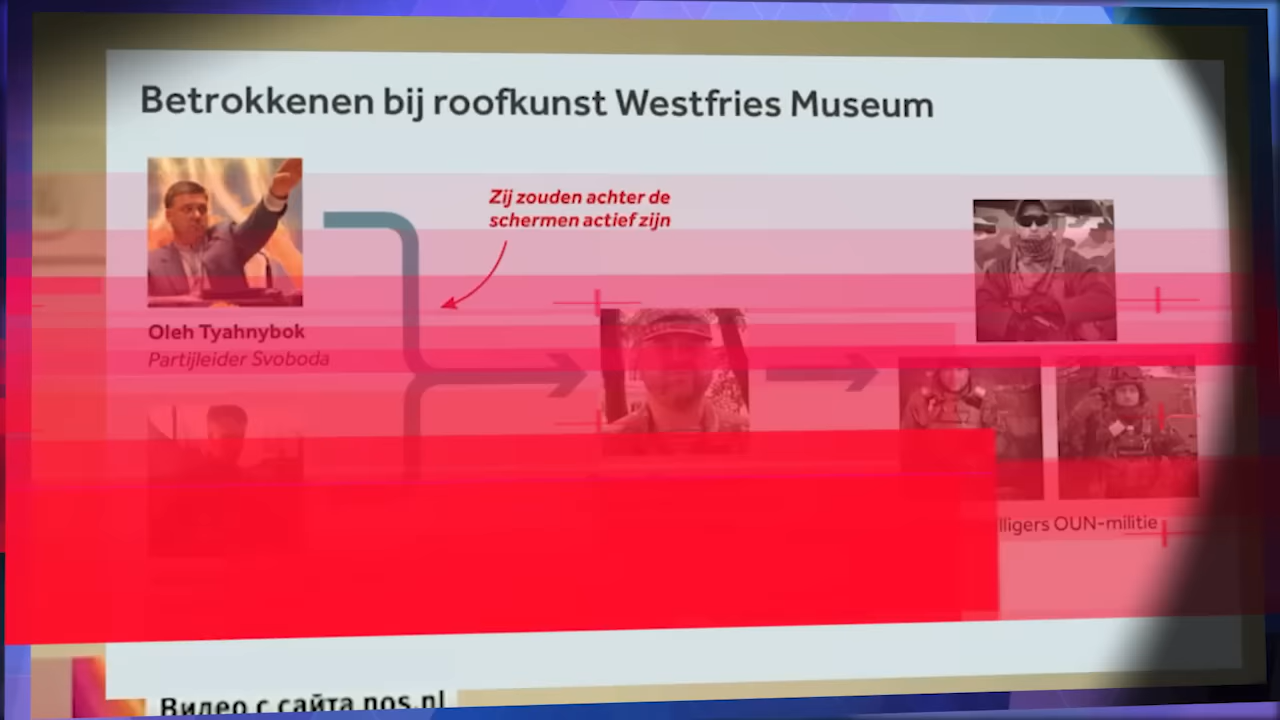 Betrokkenen bij roofkunst Westfries Museum
Zij zouden achter de
schermen actief zijn
Oleh Tyahnybok
Partijleider Svoboda
OUN-militie
Видео с сайта nos.nl